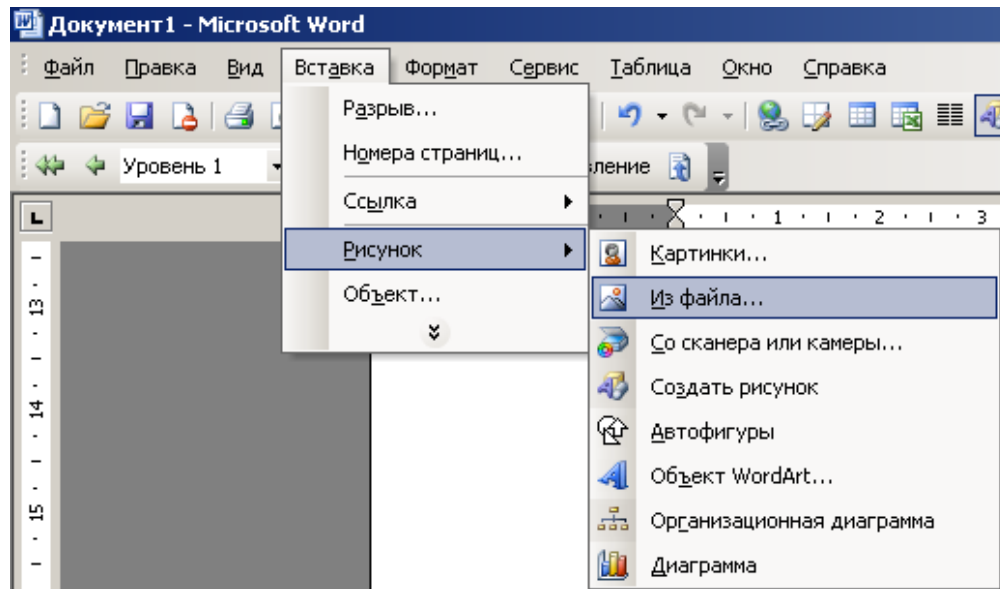 Документ1 - Microsoft Word
Файл Правка Вид Вставка Формат Сервис Таблица Окно Справка
Разрыв...
Номера страниц...
Уровень 1
Ссылка
1 2 3
Рисунок
Картинки...
Объект...
Из файла...
13
Со сканера или камеры...
Создать рисунок
14
Автофигуры
Объект WordArt...
15
Организационная диаграмма
Диаграмма